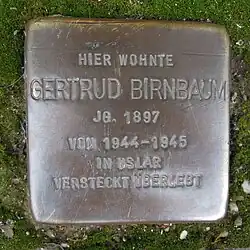 HIER WOHNTE
GERTRUD BIRNBAUM
JG. 1897
VON 1944-1945
IN USLAR
VERSTECKT ÜBERLEBT